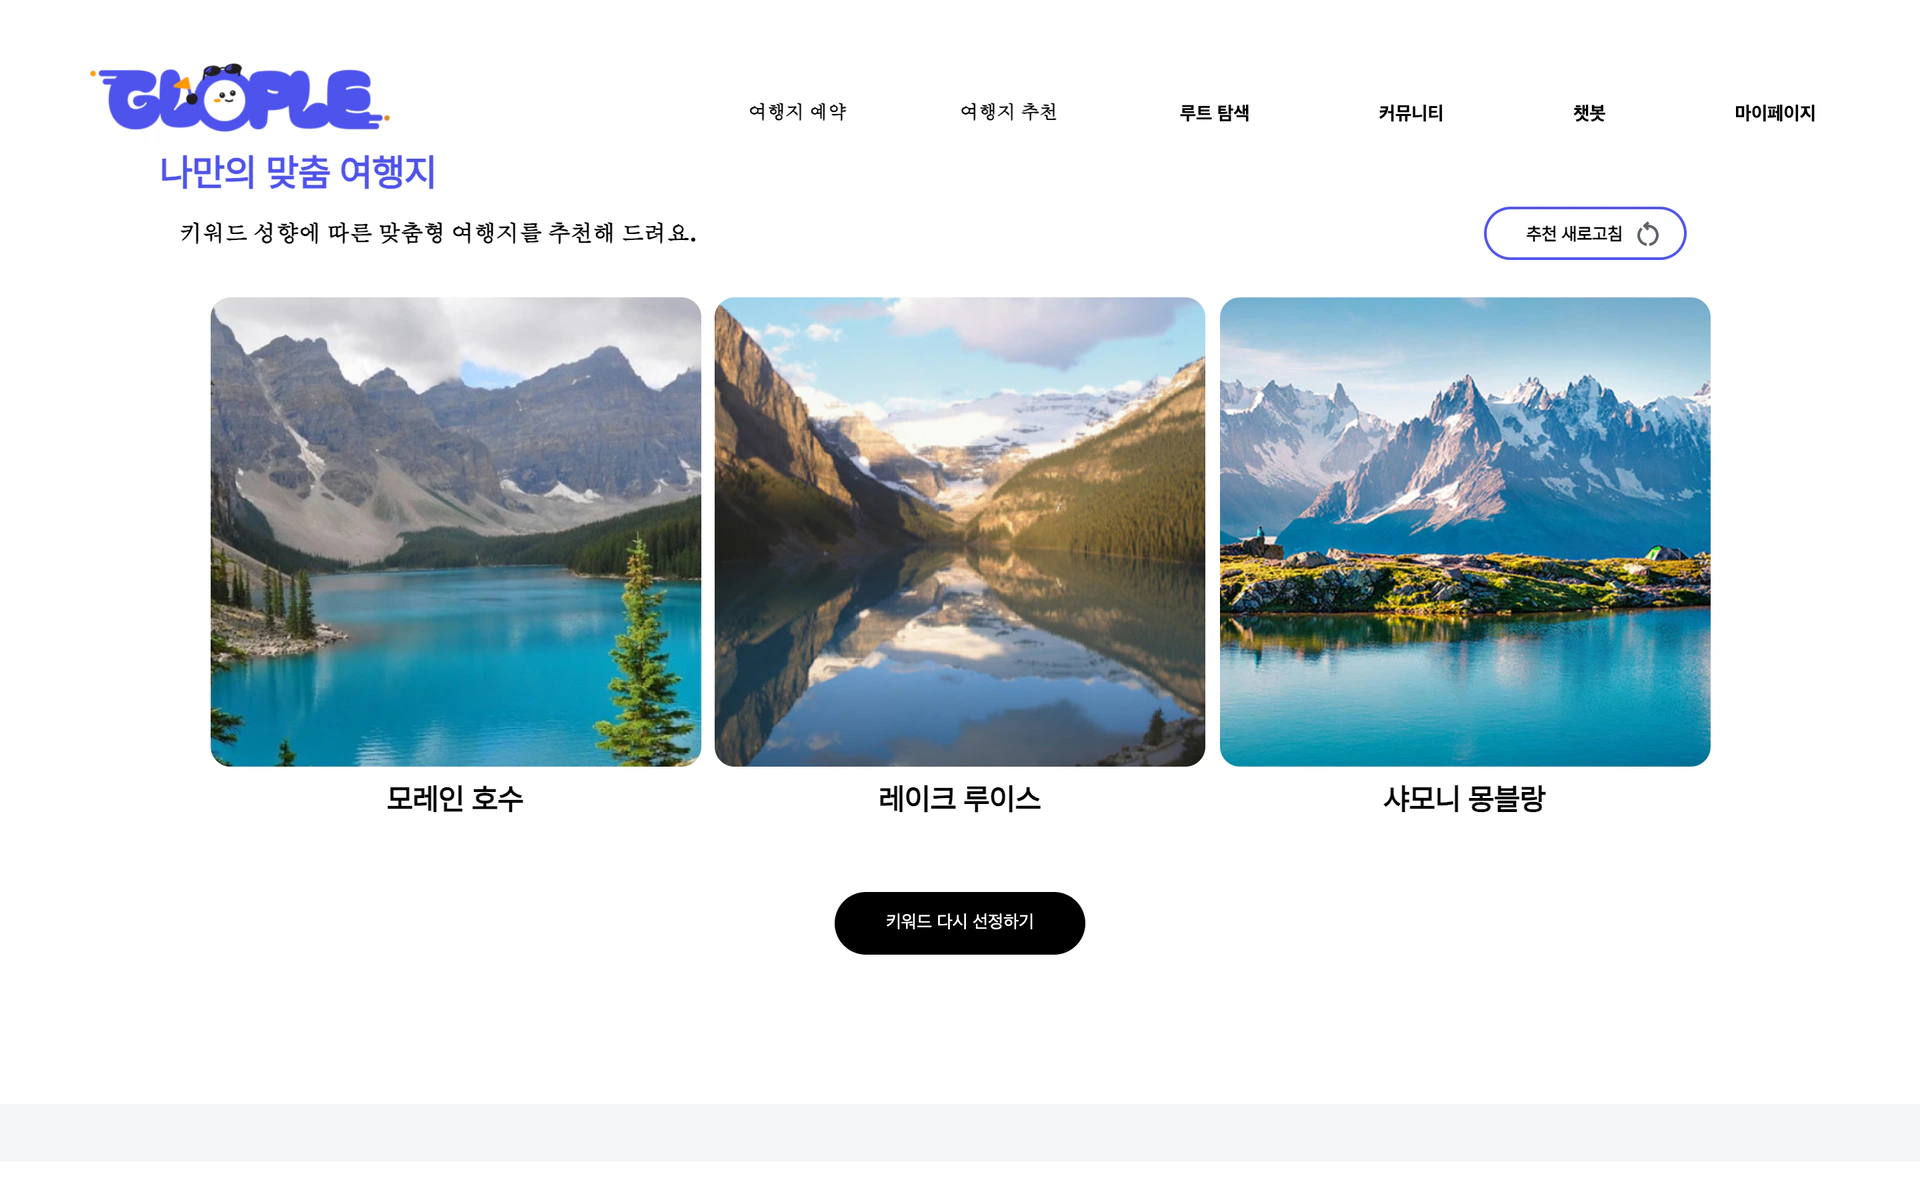 GLOPLE
여행지 예약 여행지 추천 루트 탐색 커뮤니티 챗봇 마이페이지
나만의 맞춤 여행지
키워드 성향에 따른 맞춤형 여행지를 추천해 드려요.
추천 새로고침
모레인 호수
레이크 루이스
샤모니 몽블랑
키워드 다시 선정하기